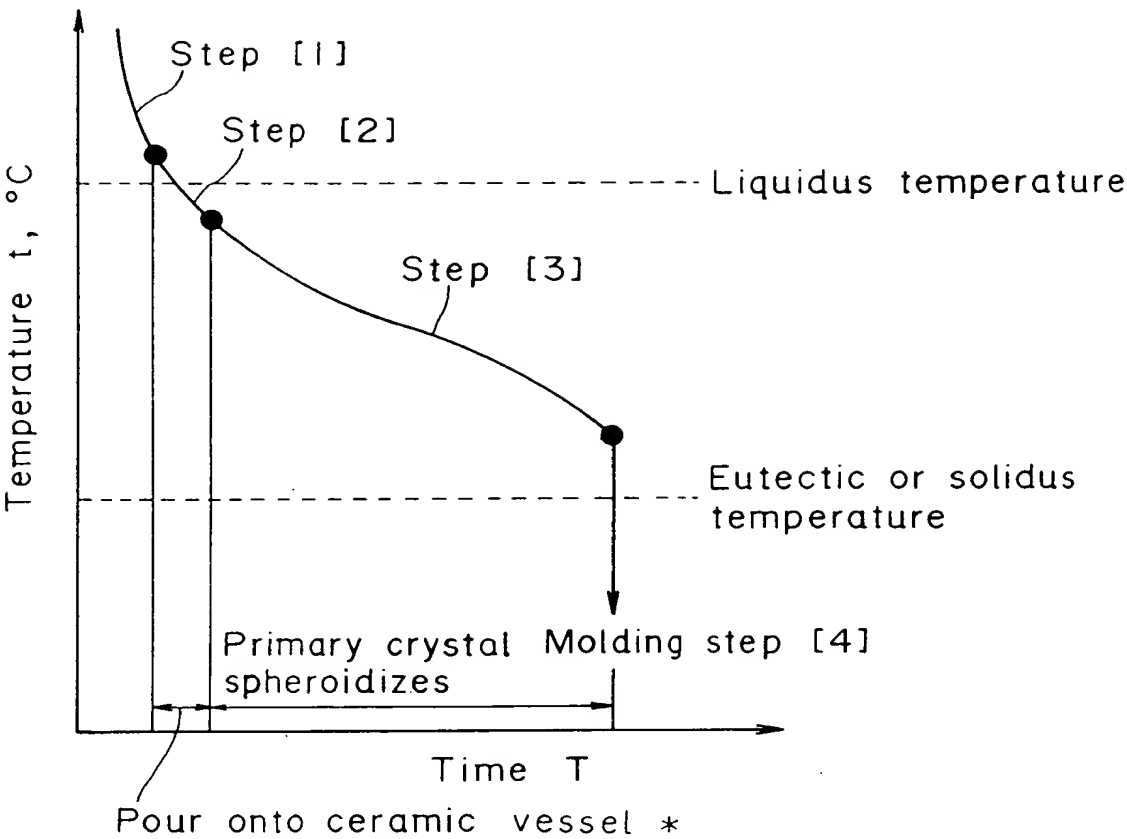 Step [1]
Step [2]
Liquidus temperature
Step [3]
Temperature t, °C
Eutectic or solidus
temperature
Primary crystal
spheroidizes
Molding step [4]
Time T
Pour onto ceramic vessel *